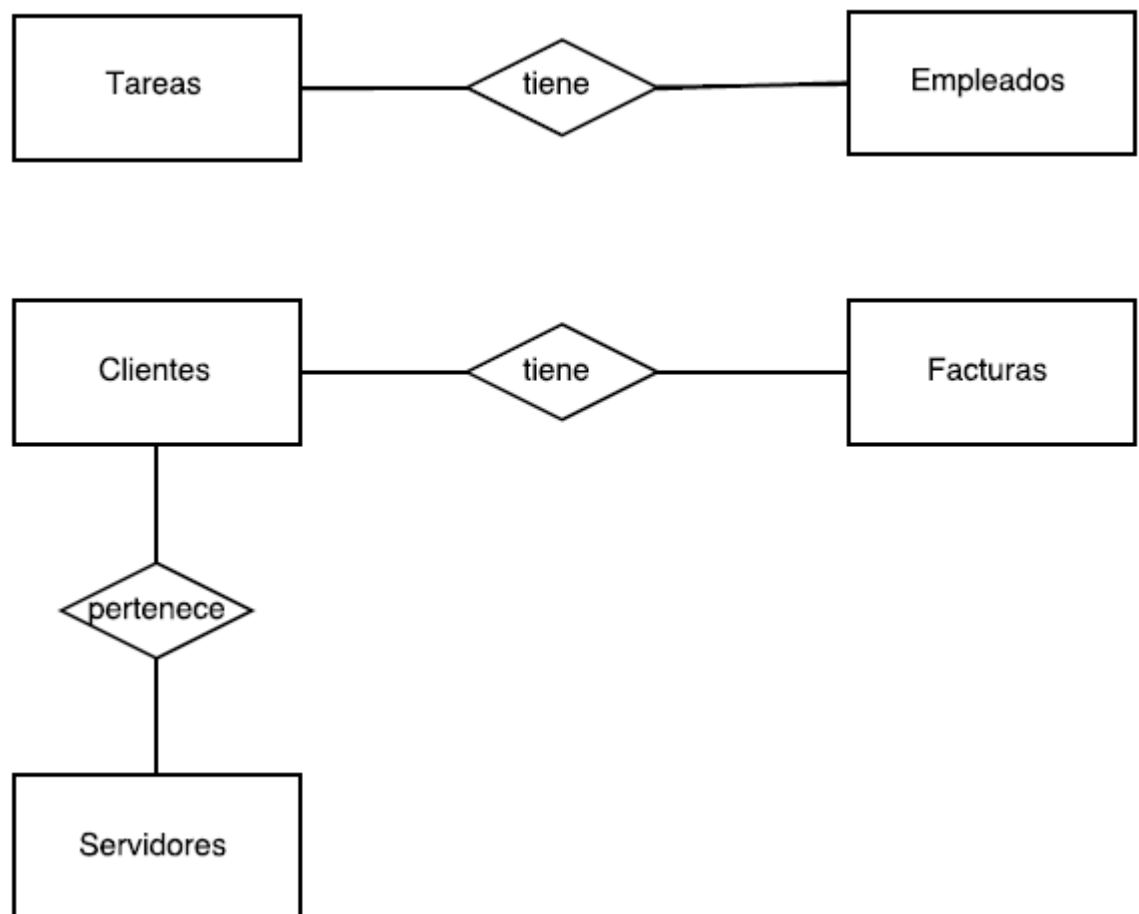 Tareas
tiene
Empleados
Clientes
tiene
Facturas
pertenece
Servidores